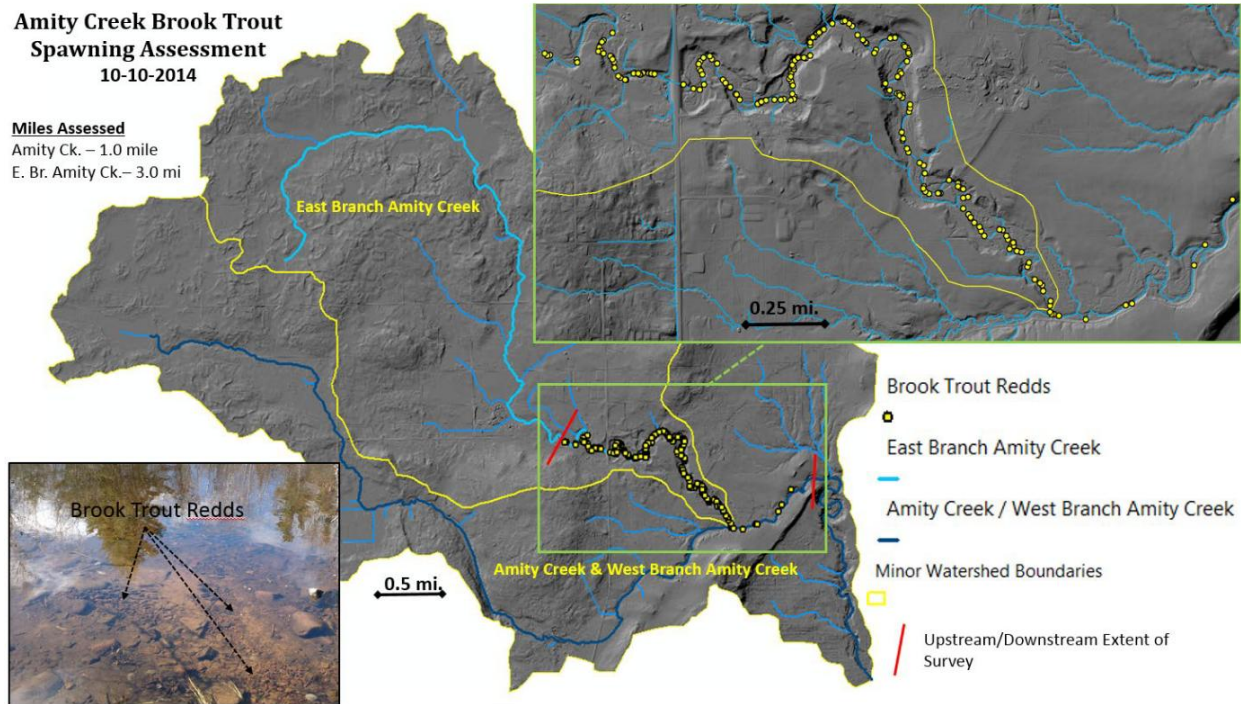 Amity Creek Brook Trout
Spawning Assessment
10-10-2014
Miles Assessed
Amity Ck. – 1.0 mile
E. Br. Amity Ck.– 3.0 mi
East Branch Amity Creek
0.25 mi.
Brook Trout Redds
0.5 mi.
Amity Creek & West Branch Amity Creek
Brook Trout Redds
East Branch Amity Creek
Amity Creek / West Branch Amity Creek
Minor Watershed Boundaries
Upstream/Downstream Extent of
Survey